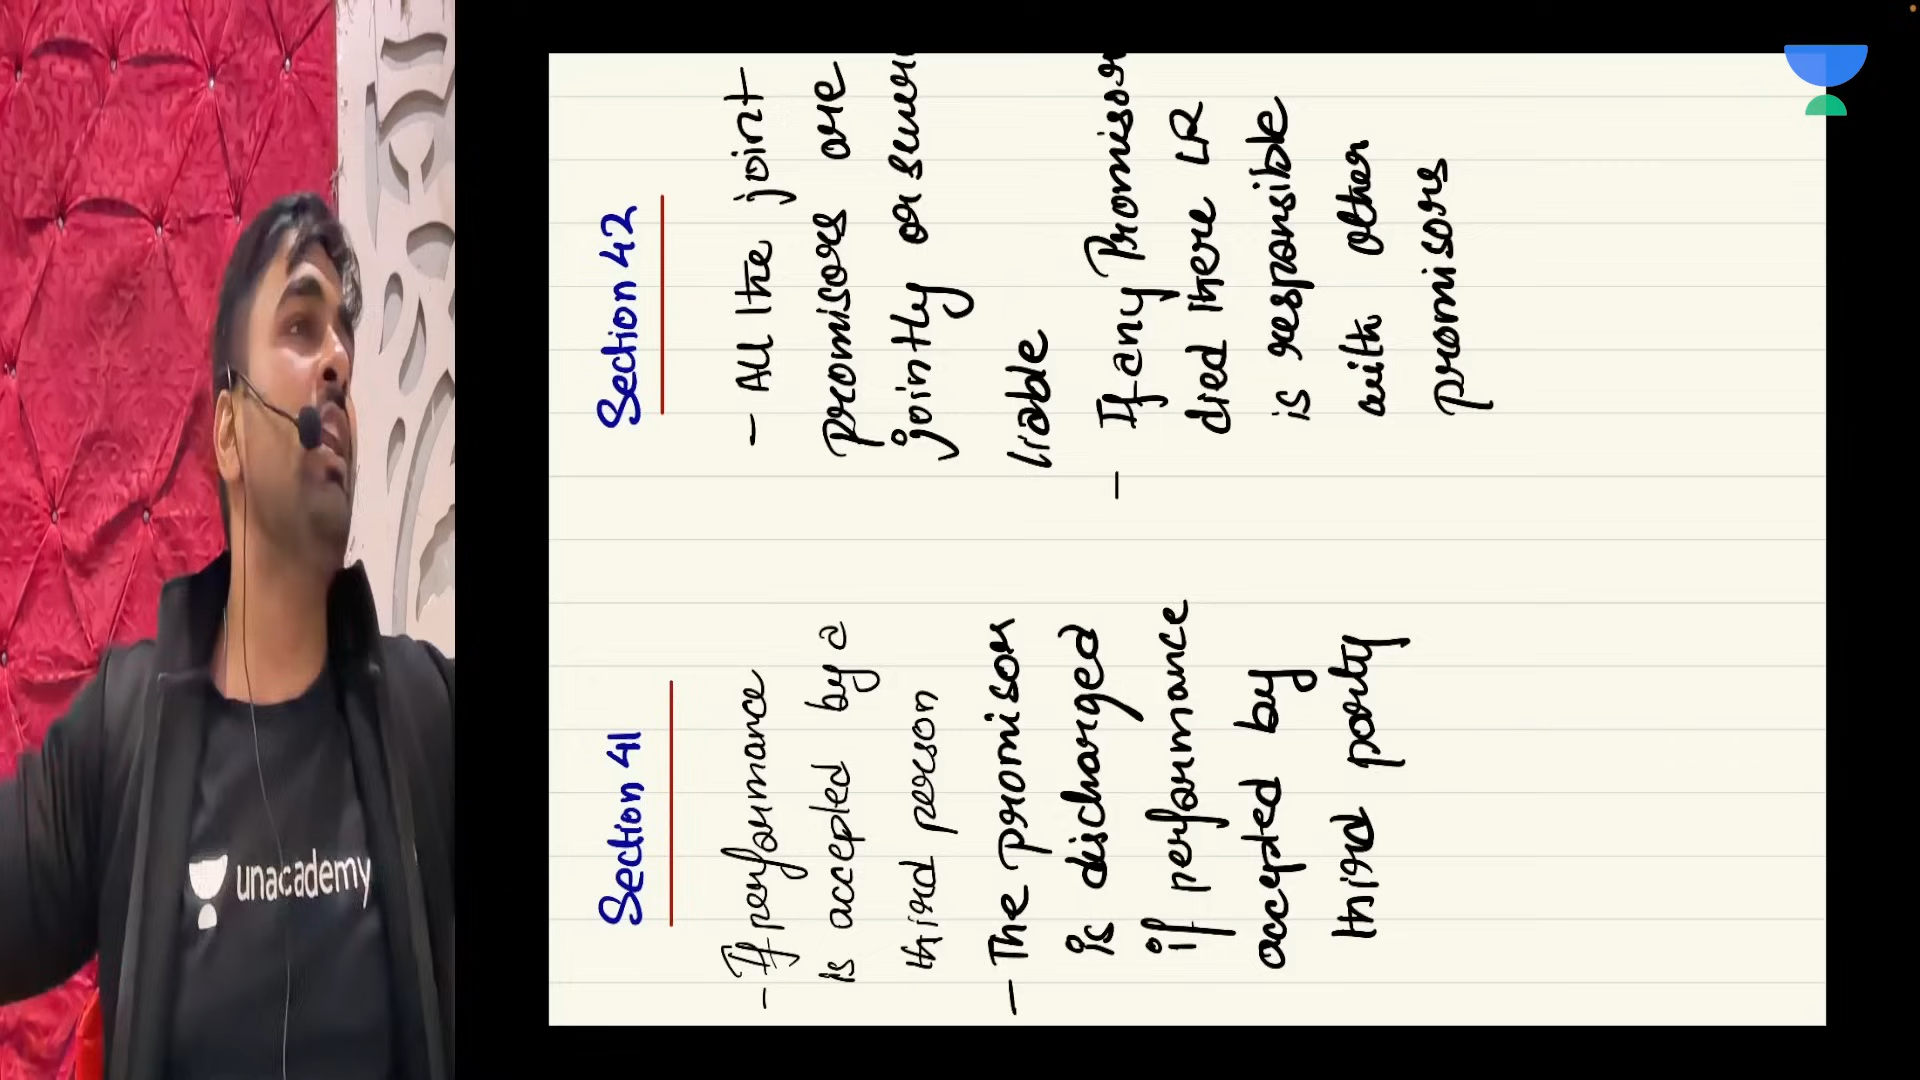 Section 41
- If performance
is accepted by a
third person
- The promisor
is discharged
if performance
accepted by
third party
Section 42
- All the joint
promisors are
jointly or
liable
- If any Promisor
died there LR
is responsible
with other
promisors
unacademy